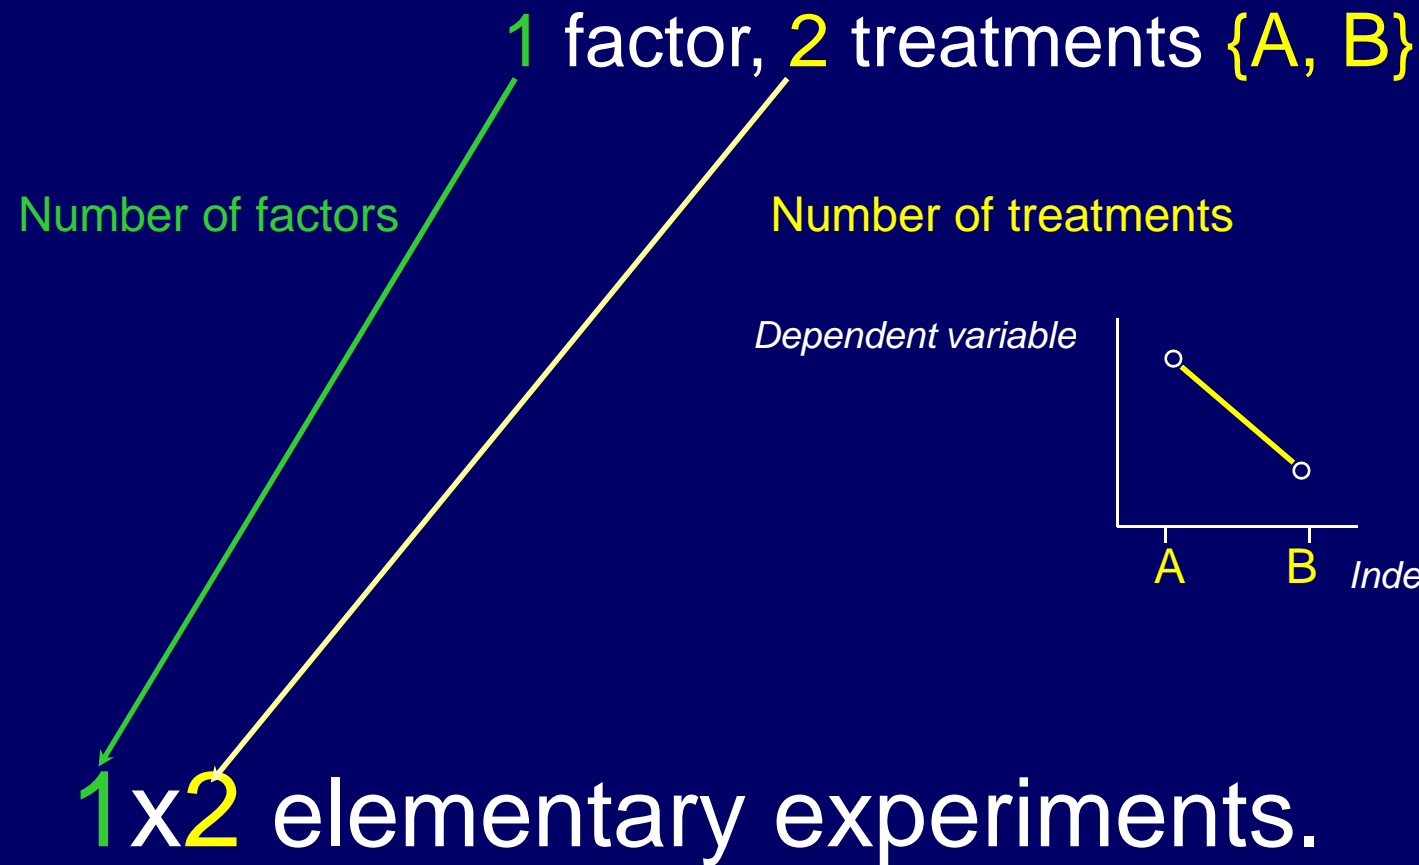 1 factor, 2 treatments {A, B}
Number of factors
Number of treatments
Dependent variable
A B
1x2 elementary experiments.